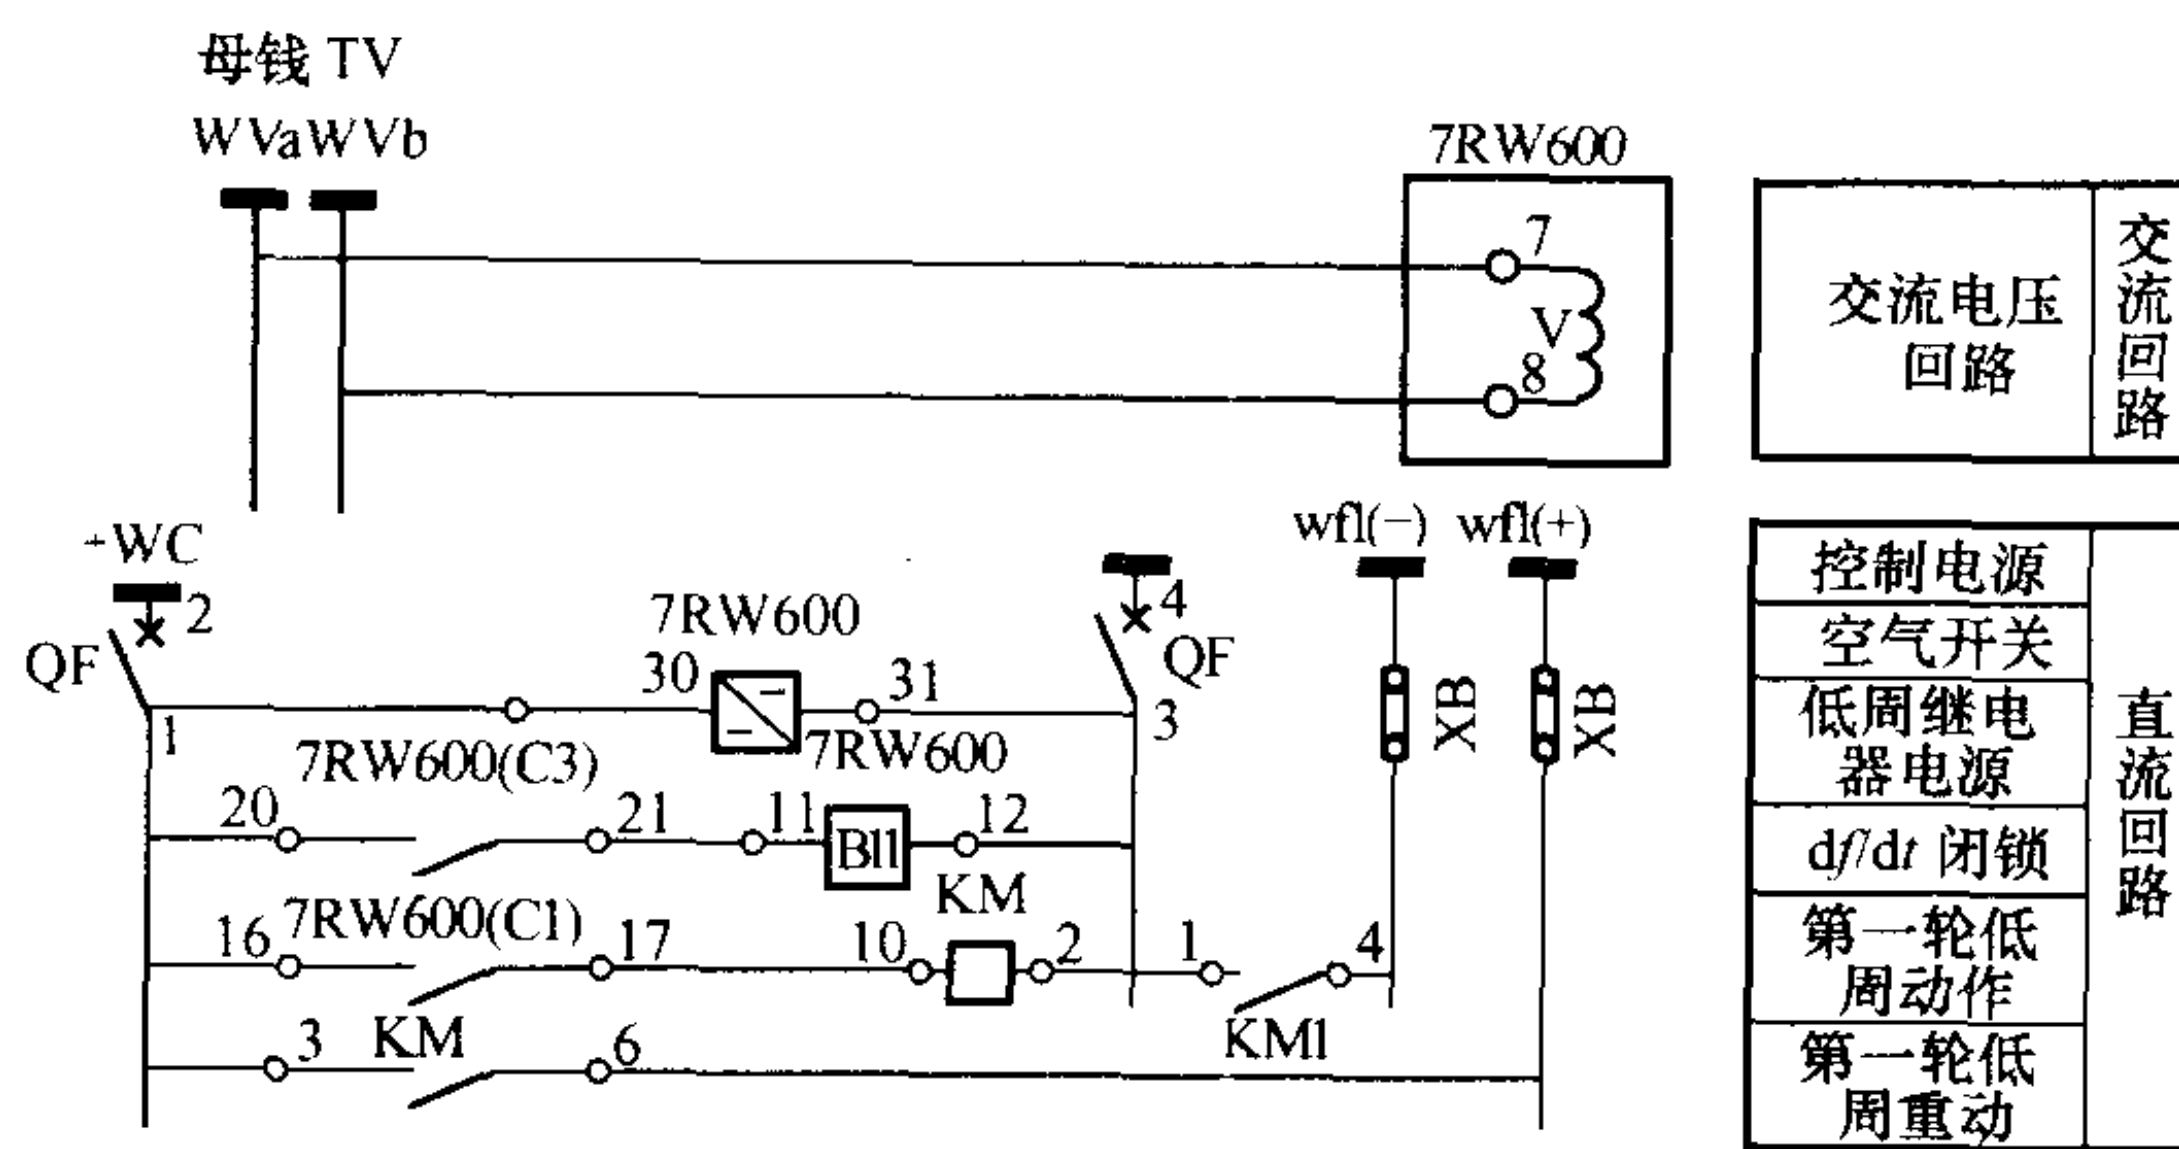 母钱 TV
WVa WVb
7RW600
7
V
8
交流电压
回路
交流回路
+WC
2
QF
1
7RW600
30
31
7RW600(C3)
7RW600
4
QF
3
wfl(-) wfl(+)
XB
XB
20
21
11
B11
12
KM
16
7RW600(C1)
17
10
2
1
4
KM1
3
KM
6
控制电源
空气开关
低周继电
器电源
df/dt 闭锁
第一轮低
周动作
第一轮低
周重动
直流回路